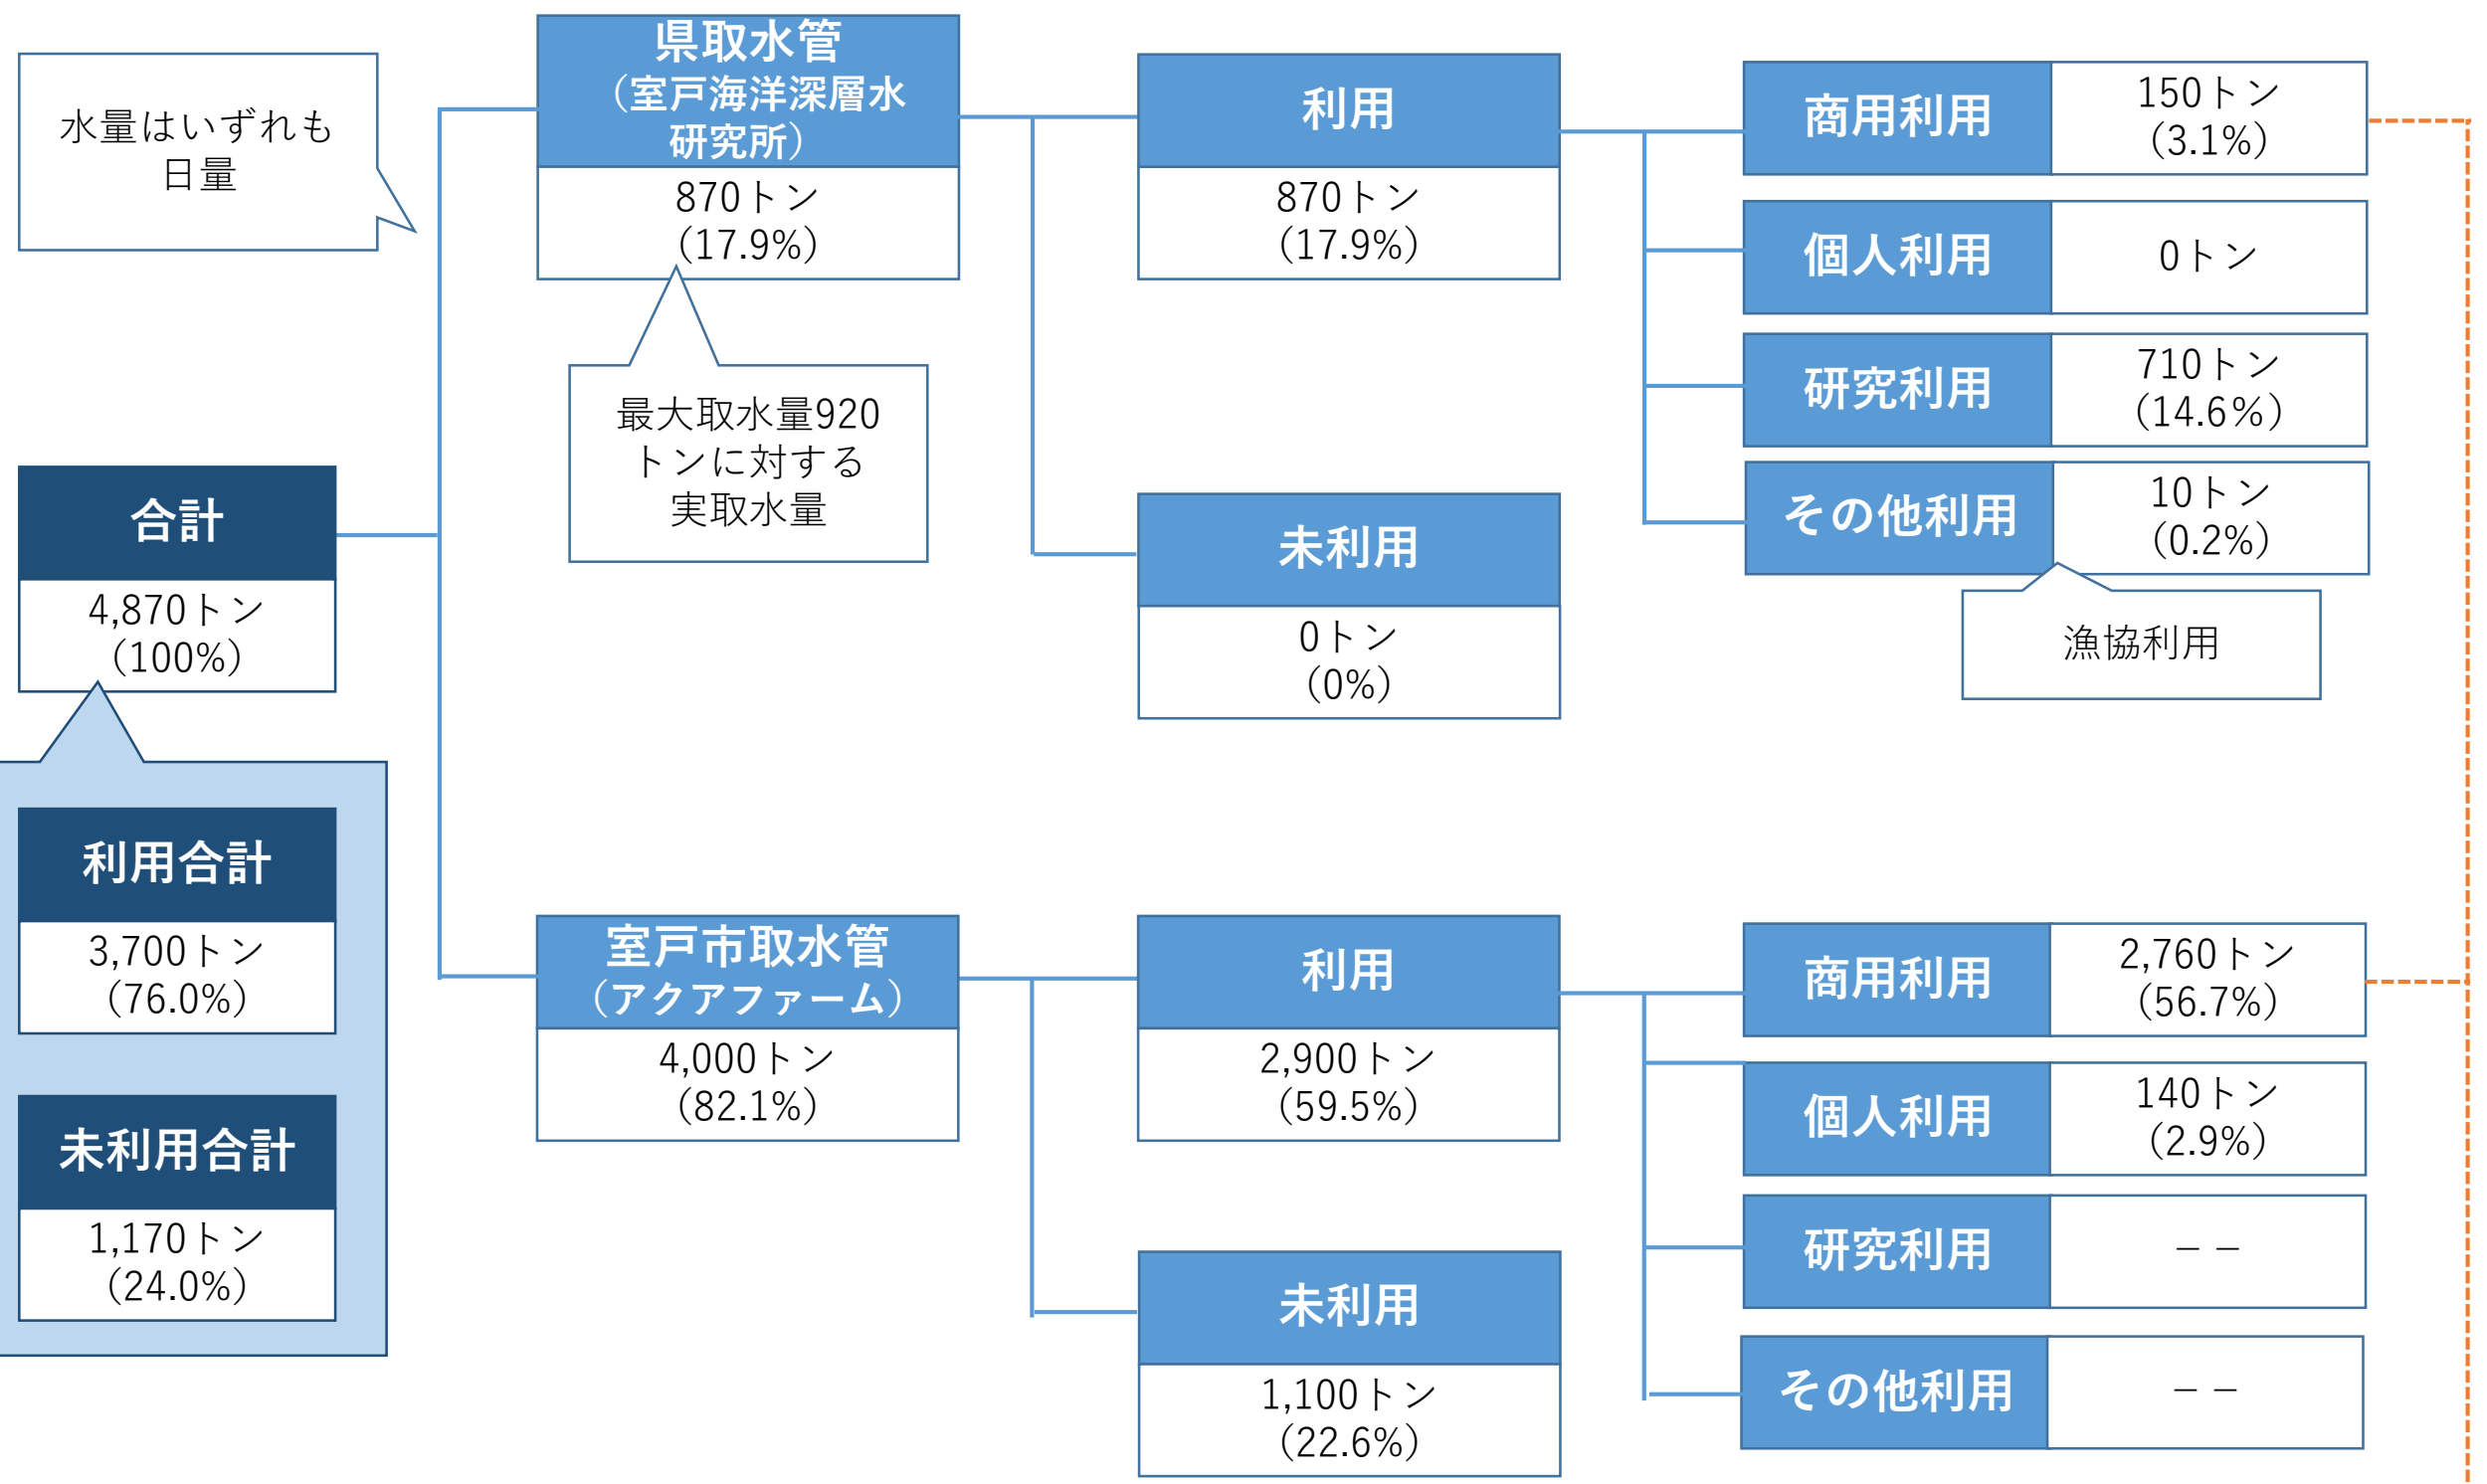 水量はいずれも
日量
合計
4,870トン
（100%）
利用合計
3,700トン
（76.0%）
未利用合計
1,170トン
（24.0%）
県取水管
（室戸海洋深層水
研究所）
870トン
（17.9%）
最大取水量920
トンに対する
実取水量
利用
870トン
（17.9%）
未利用
0トン
（0%）
商用利用
150トン
（3.1%）
個人利用
0トン
研究利用
710トン
（14.6％）
その他利用
10トン
（0.2%）
漁協利用
室戸市取水管
（アクアファーム）
4,000トン
（82.1%）
利用
2,900トン
（59.5%）
未利用
1,100トン
（22.6%）
商用利用
2,760トン
（56.7%）
個人利用
140トン
（2.9%）
研究利用
－－
その他利用
－－